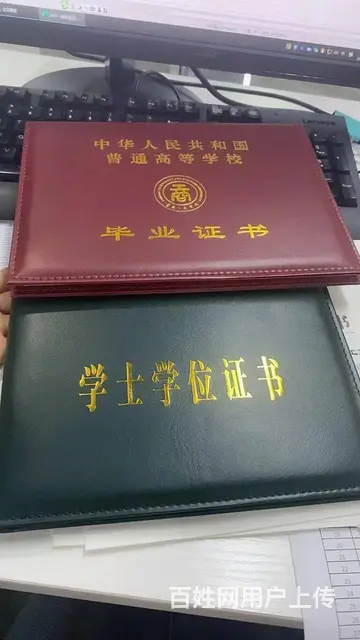 Lenovo
中华人民共和国
普通高等学校
毕业证书
学士学位证书
百姓网用户上传